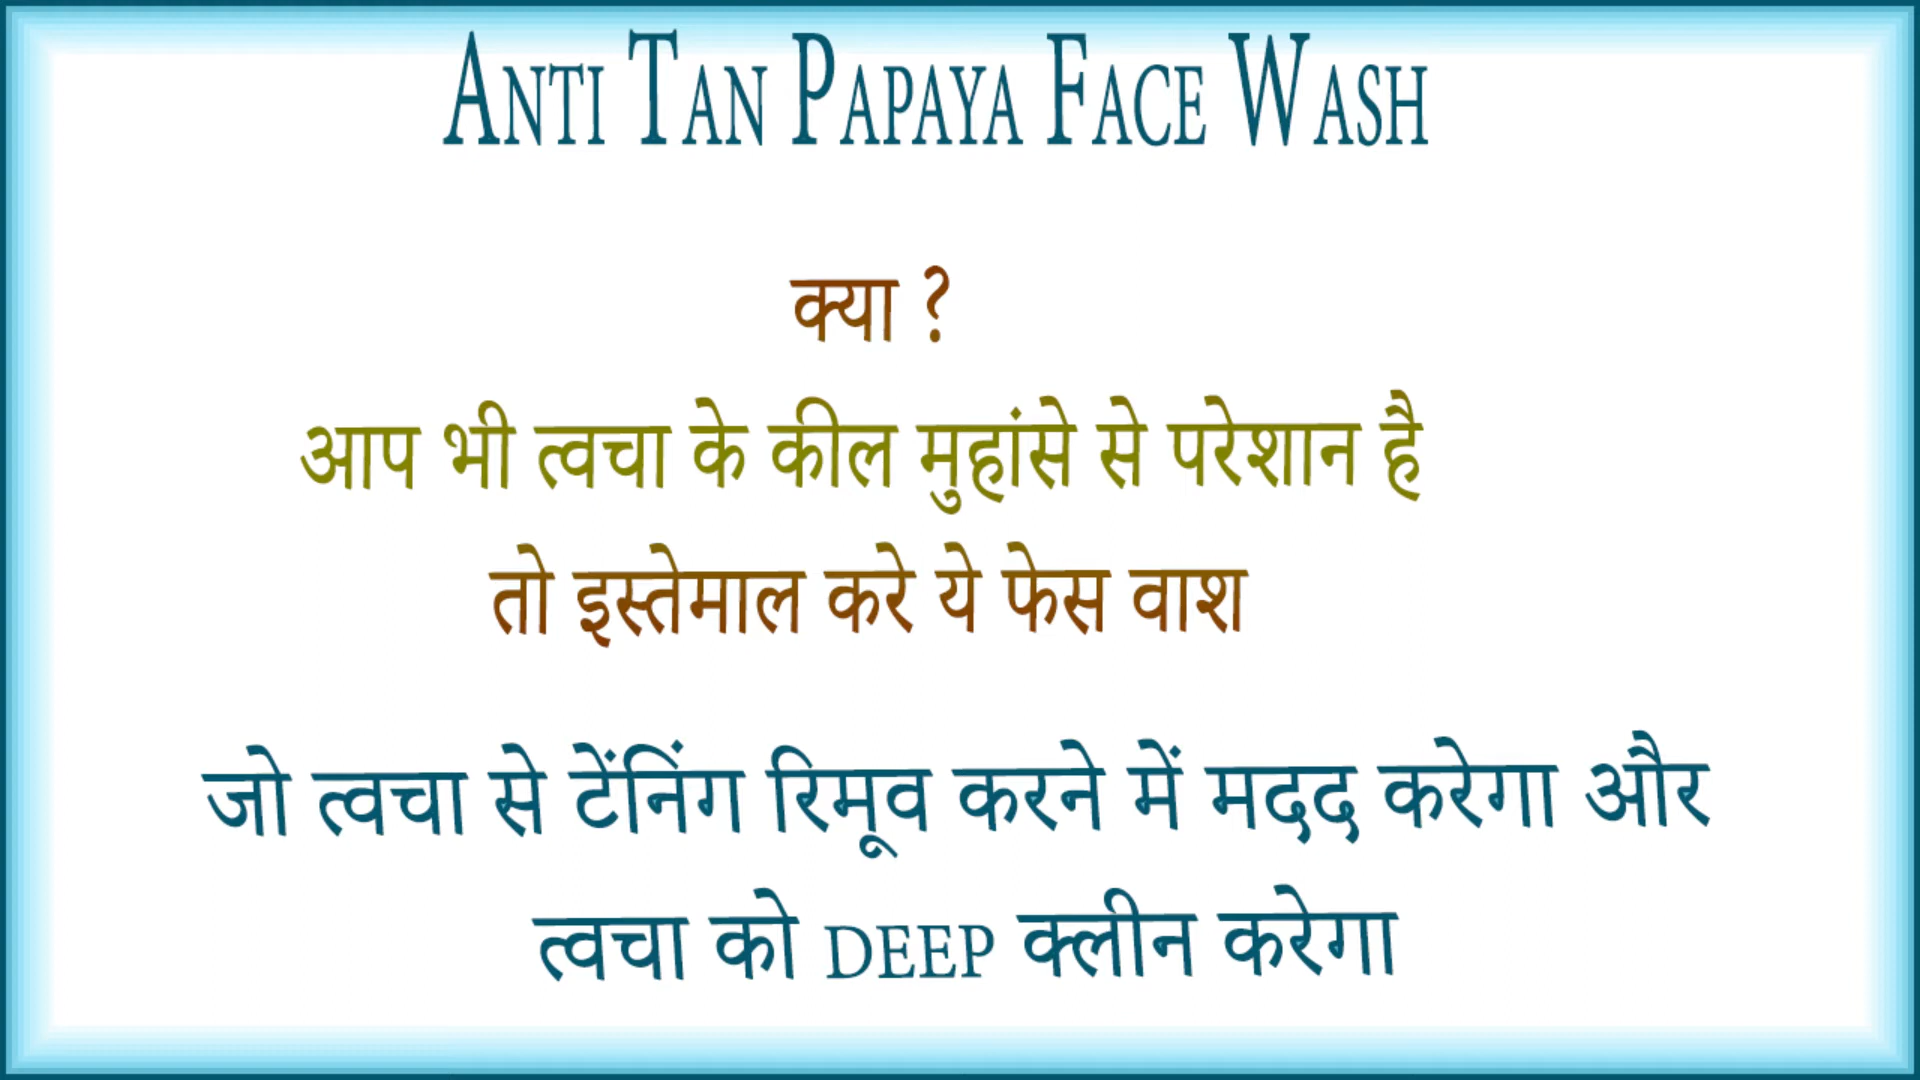 Anti Tan Papaya Face Wash
क्या ?
आप भी त्वचा के कील मुहांसे से परेशान है
तो इस्तेमाल करे ये फेस वाश
जो त्वचा से टेंनिंग रिमूव करने में मदद करेगा और
त्वचा को DEEP क्लीन करेगा